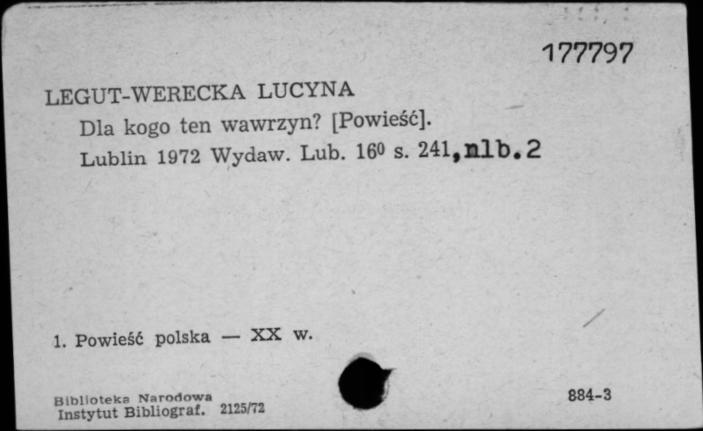 177797
LEGUT-WERECKA LUCYNA
Dla kogo ten wawrzyn? [Powieść].
Lublin 1972 Wydaw. Lub. 16⁰ s. 241, nlb. 2
1. Powieść polska — XX w.
Biblioteka Narodowa
Instytut Bibliograf. 2125/72
884-3